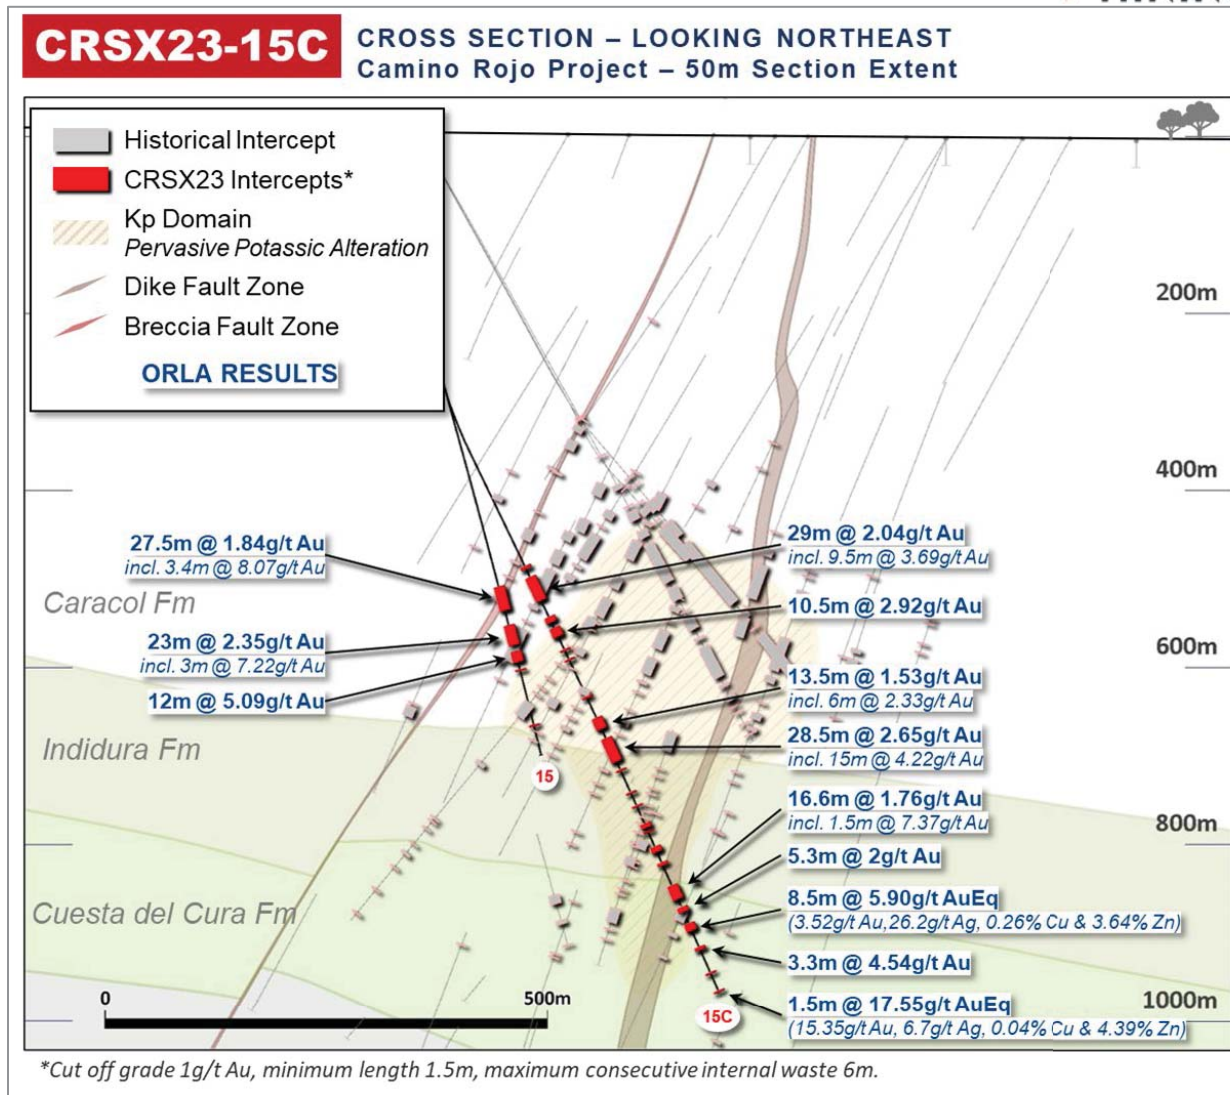 CRSX23-15C
CROSS SECTION – LOOKING NORTHEAST
Camino Rojo Project – 50m Section Extent
Historical Intercept
CRSX23 Intercepts*
Kp Domain
Pervasive Potassic Alteration
Dike Fault Zone
Breccia Fault Zone
ORLA RESULTS
200m
400m
600m
800m
1000m
27.5m @ 1.84g/t Au
incl. 3.4m @ 8.07g/t Au
Caracol Fm
23m @ 2.35g/t Au
incl. 3m @ 7.22g/t Au
12m @ 5.09g/t Au
Indidura Fm
Cuesta del Cura Fm
15
29m @ 2.04g/t Au
incl. 9.5m @ 3.69g/t Au
10.5m @ 2.92g/t Au
13.5m @ 1.53g/t Au
incl. 6m @ 2.33g/t Au
28.5m @ 2.65g/t Au
incl. 15m @ 4.22g/t Au
16.6m @ 1.76g/t Au
incl. 1.5m @ 7.37g/t Au
5.3m @ 2g/t Au
8.5m @ 5.90g/t AuEq
(3.52g/t Au,26.2g/t Ag, 0.26% Cu & 3.64% Zn)
3.3m @ 4.54g/t Au
1.5m @ 17.55g/t AuEq
(15.35g/t Au, 6.7g/t Ag, 0.04% Cu & 4.39% Zn)
15C
0 500m
*Cut off grade 1g/t Au, minimum length 1.5m, maximum consecutive internal waste 6m.